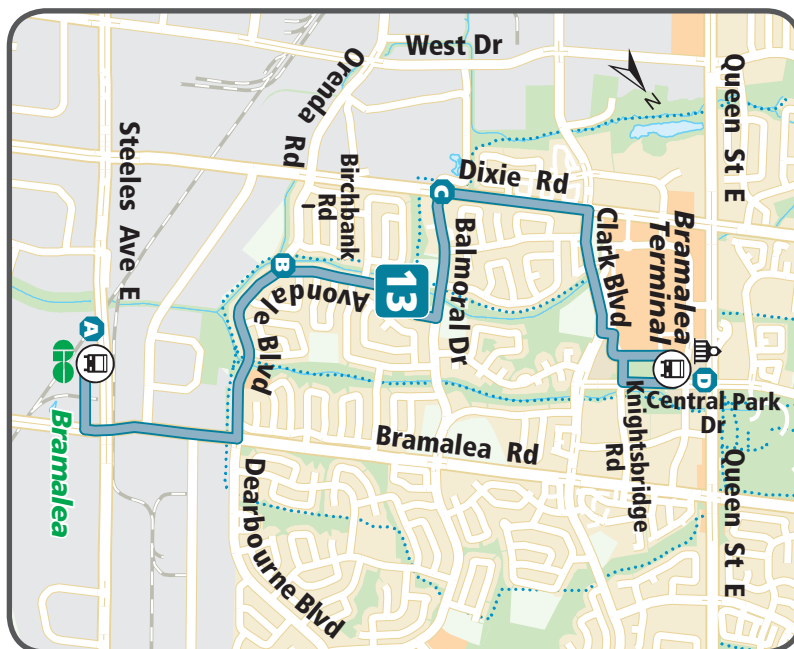 West Dr
Queen St E
Orenda
Rd
N
Steeles Ave E
Birchbank
Rd
Dixie Rd
C
Clark Blvd
Bramalea
Terminal
Balmoral Dr
13
B
Avondale Blvd
A
D
Central Park
Dr
Knightsbridge
Rd
GO
Bramalea
Bramalea Rd
Queen St E
Dearbourne Blvd